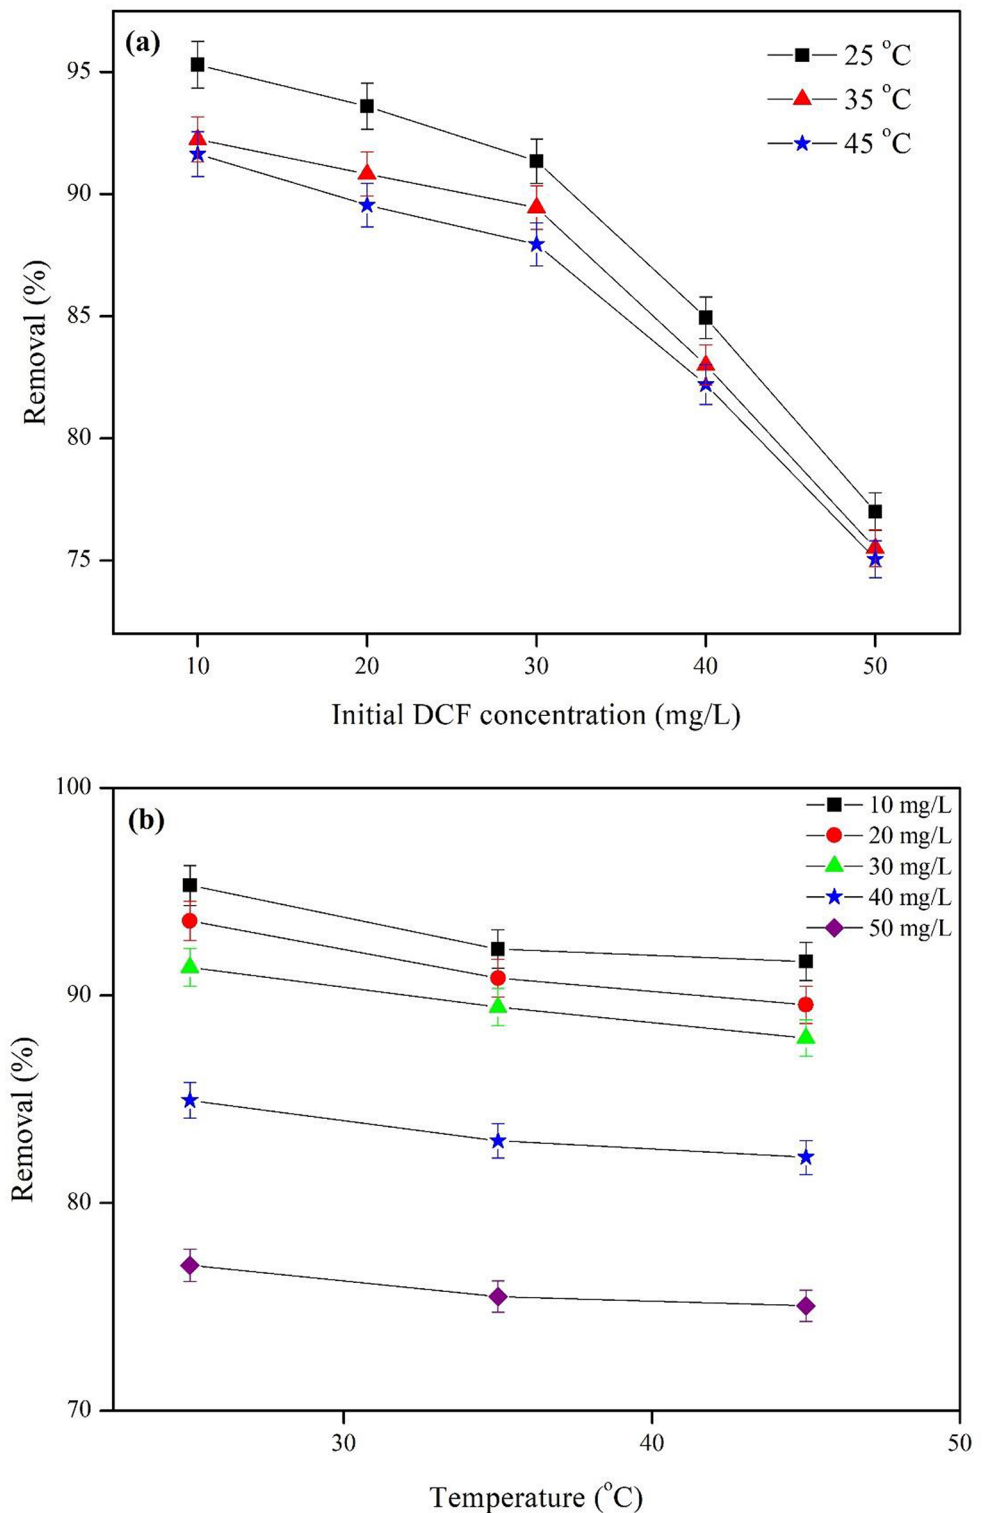 (a)
25 °C
35 °C
45 °C
95
90
85
80
75
Removal (%)
10 20 30 40 50
Initial DCF concentration (mg/L)
(b)
10 mg/L
20 mg/L
30 mg/L
40 mg/L
50 mg/L
100
90
80
70
Removal (%)
30 40 50
Temperature (°C)